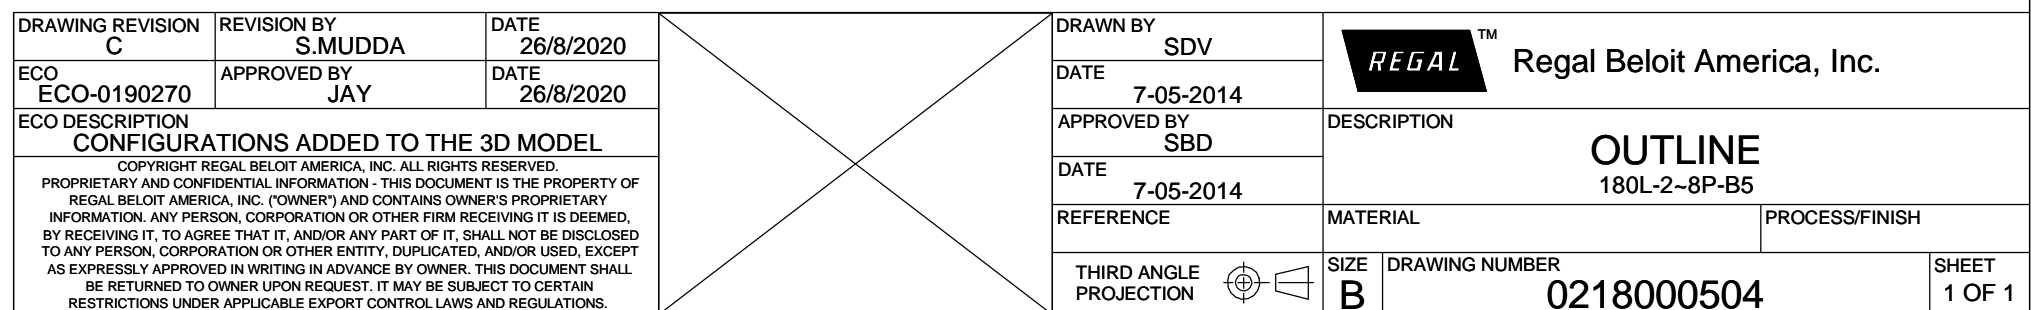 DRAWING REVISION
C
REVISION BY
S.MUDDA
DATE
26/8/2020
ECO
ECO-0190270
APPROVED BY
JAY
DATE
26/8/2020
ECO DESCRIPTION
CONFIGURATIONS ADDED TO THE 3D MODEL
COPYRIGHT REGAL BELOIT AMERICA, INC. ALL RIGHTS RESERVED.
PROPRIETARY AND CONFIDENTIAL INFORMATION - THIS DOCUMENT IS THE PROPERTY OF
REGAL BELOIT AMERICA, INC. ("OWNER") AND CONTAINS OWNER'S PROPRIETARY
INFORMATION. ANY PERSON, CORPORATION OR OTHER FIRM RECEIVING IT IS DEEMED,
BY RECEIVING IT, TO AGREE THAT IT, AND/OR ANY PART OF IT, SHALL NOT BE DISCLOSED
TO ANY PERSON, CORPORATION OR OTHER ENTITY, DUPLICATED, AND/OR USED, EXCEPT
AS EXPRESSLY APPROVED IN WRITING IN ADVANCE BY OWNER. THIS DOCUMENT SHALL
BE RETURNED TO OWNER UPON REQUEST. IT MAY BE SUBJECT TO CERTAIN
RESTRICTIONS UNDER APPLICABLE EXPORT CONTROL LAWS AND REGULATIONS.
DRAWN BY
SDV
DATE
7-05-2014
APPROVED BY
SBD
DATE
7-05-2014
REFERENCE
THIRD ANGLE
PROJECTION
REGAL™ Regal Beloit America, Inc.
DESCRIPTION
OUTLINE
180L-2~8P-B5
MATERIAL
PROCESS/FINISH
SIZE
B
DRAWING NUMBER
0218000504
SHEET
1 OF 1